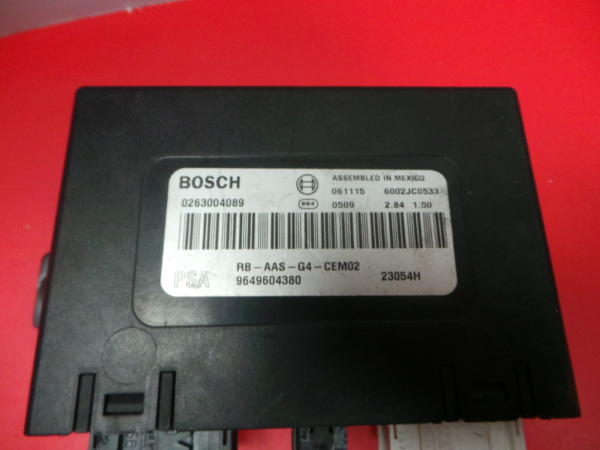 BOSCH ASSEMBLED IN MEXICO
061115 6002JC0533
0263004089 884 0509 2.84 1.50
RB-AAS-G4-CEM02
PSA 9649604380 23054H